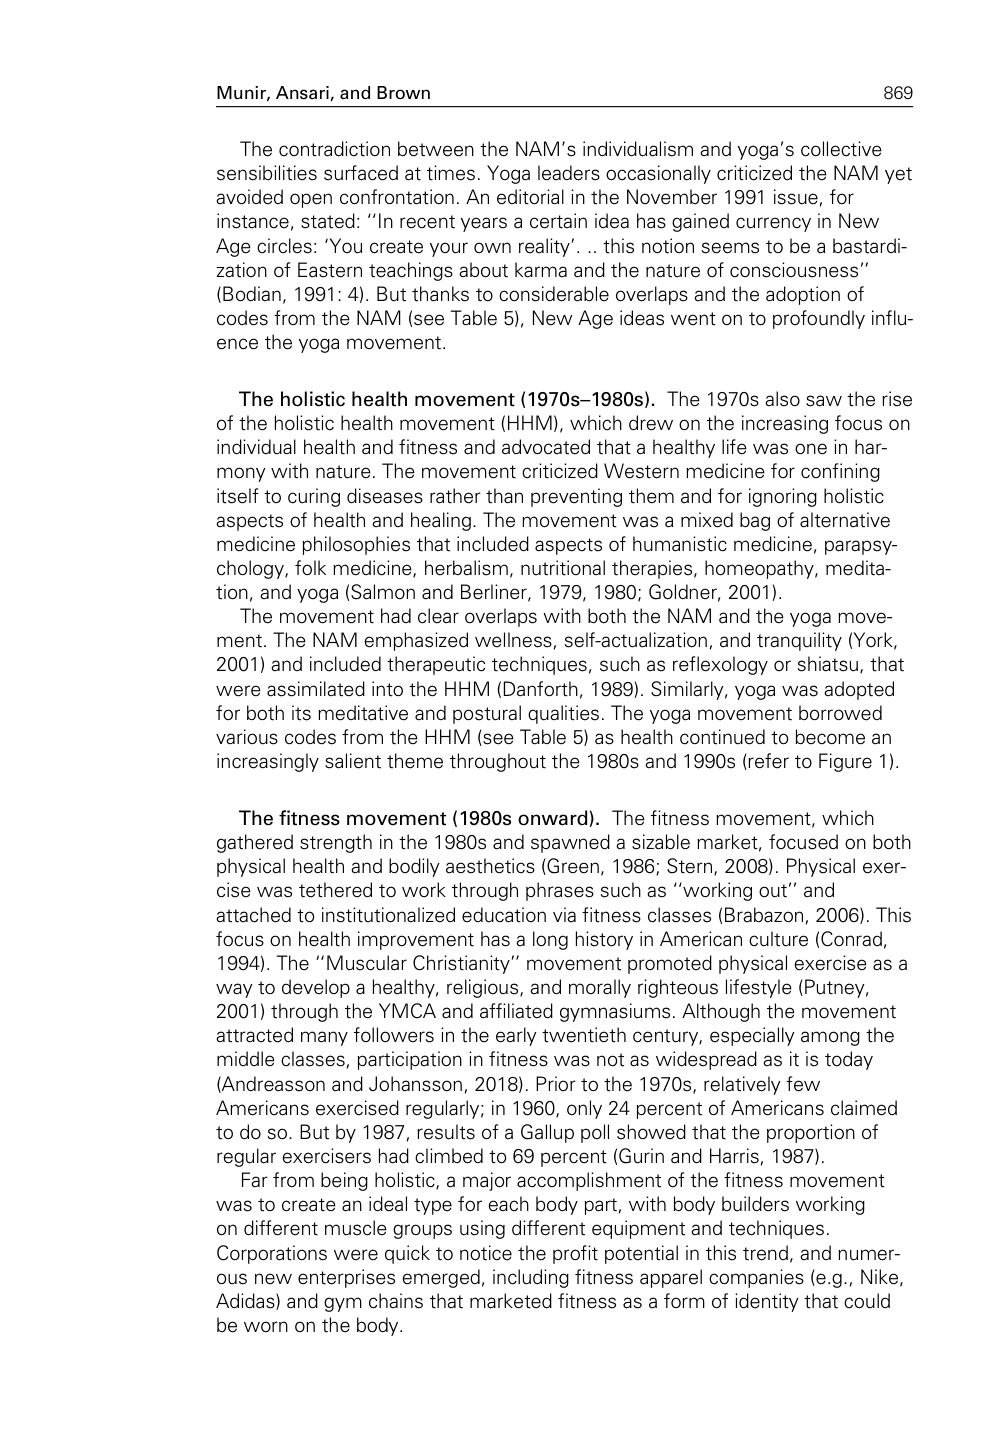 Munir, Ansari, and Brown 869
The contradiction between the NAM's individualism and yoga's collective
sensibilities surfaced at times. Yoga leaders occasionally criticized the NAM yet
avoided open confrontation. An editorial in the November 1991 issue, for
instance, stated: ''In recent years a certain idea has gained currency in New
Age circles: 'You create your own reality'. .. this notion seems to be a bastardi-
zation of Eastern teachings about karma and the nature of consciousness''
(Bodian, 1991: 4). But thanks to considerable overlaps and the adoption of
codes from the NAM (see Table 5), New Age ideas went on to profoundly influ-
ence the yoga movement.
The holistic health movement (1970s–1980s). The 1970s also saw the rise
of the holistic health movement (HHM), which drew on the increasing focus on
individual health and fitness and advocated that a healthy life was one in har-
mony with nature. The movement criticized Western medicine for confining
itself to curing diseases rather than preventing them and for ignoring holistic
aspects of health and healing. The movement was a mixed bag of alternative
medicine philosophies that included aspects of humanistic medicine, parapsy-
chology, folk medicine, herbalism, nutritional therapies, homeopathy, medita-
tion, and yoga (Salmon and Berliner, 1979, 1980; Goldner, 2001).
The movement had clear overlaps with both the NAM and the yoga move-
ment. The NAM emphasized wellness, self-actualization, and tranquility (York,
2001) and included therapeutic techniques, such as reflexology or shiatsu, that
were assimilated into the HHM (Danforth, 1989). Similarly, yoga was adopted
for both its meditative and postural qualities. The yoga movement borrowed
various codes from the HHM (see Table 5) as health continued to become an
increasingly salient theme throughout the 1980s and 1990s (refer to Figure 1).
The fitness movement (1980s onward). The fitness movement, which
gathered strength in the 1980s and spawned a sizable market, focused on both
physical health and bodily aesthetics (Green, 1986; Stern, 2008). Physical exer-
cise was tethered to work through phrases such as ''working out'' and
attached to institutionalized education via fitness classes (Brabazon, 2006). This
focus on health improvement has a long history in American culture (Conrad,
1994). The ''Muscular Christianity'' movement promoted physical exercise as a
way to develop a healthy, religious, and morally righteous lifestyle (Putney,
2001) through the YMCA and affiliated gymnasiums. Although the movement
attracted many followers in the early twentieth century, especially among the
middle classes, participation in fitness was not as widespread as it is today
(Andreasson and Johansson, 2018). Prior to the 1970s, relatively few
Americans exercised regularly; in 1960, only 24 percent of Americans claimed
to do so. But by 1987, results of a Gallup poll showed that the proportion of
regular exercisers had climbed to 69 percent (Gurin and Harris, 1987).
Far from being holistic, a major accomplishment of the fitness movement
was to create an ideal type for each body part, with body builders working
on different muscle groups using different equipment and techniques.
Corporations were quick to notice the profit potential in this trend, and numer-
ous new enterprises emerged, including fitness apparel companies (e.g., Nike,
Adidas) and gym chains that marketed fitness as a form of identity that could
be worn on the body.